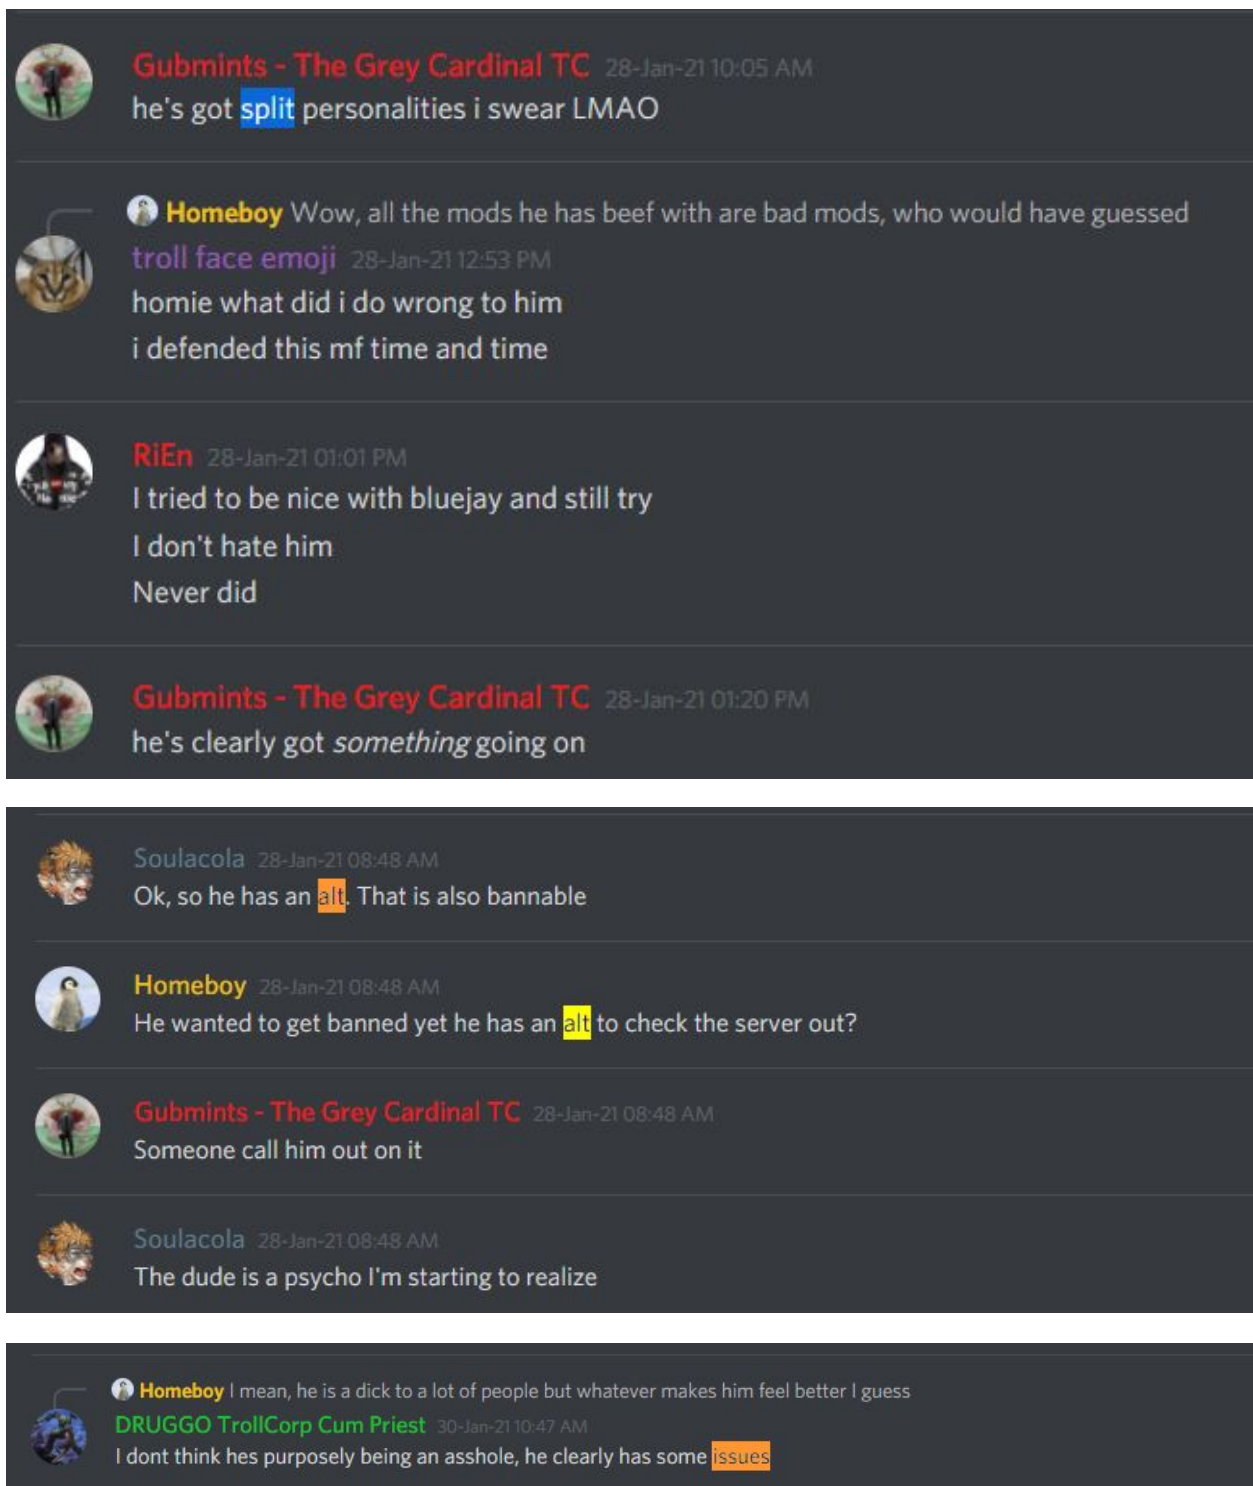 Gubmints - The Grey Cardinal TC 28-Jan-21 10:05 AM
he's got split personalities i swear LMAO
Homeboy Wow, all the mods he has beef with are bad mods, who would have guessed
troll face emoji 28-Jan-21 12:53 PM
homie what did i do wrong to him
i defended this mf time and time
RiEn 28-Jan-21 01:01 PM
I tried to be nice with bluejay and still try
I don't hate him
Never did
Gubmints - The Grey Cardinal TC 28-Jan-21 01:20 PM
he's clearly got something going on
Soulacola 28-Jan-21 08:48 AM
Ok, so he has an alt. That is also bannable
Homeboy 28-Jan-21 08:48 AM
He wanted to get banned yet he has an alt to check the server out?
Gubmints - The Grey Cardinal TC 28-Jan-21 08:48 AM
Someone call him out on it
Soulacola 28-Jan-21 08:48 AM
The dude is a psycho I'm starting to realize
Homeboy I mean, he is a dick to a lot of people but whatever makes him feel better I guess
DRUGGO TrollCorp Cum Priest 30-Jan-21 10:47 AM
I dont think hes purposely being an asshole, he clearly has some issues